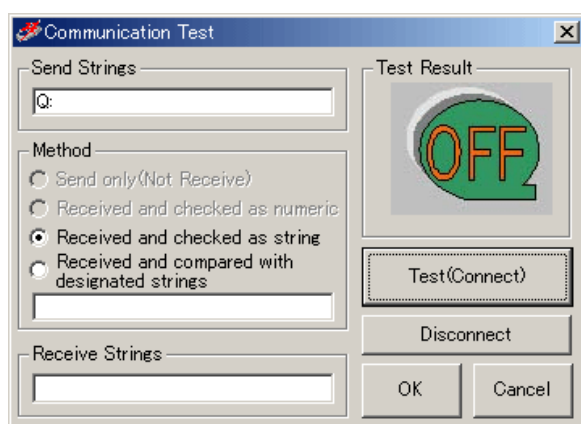 Communication Test
Send Strings
Q:
Method
Send only(Not Receive)
Received and checked as numeric
Received and checked as string
Received and compared with
designated strings
Receive Strings
Test Result
OFF
Test(Connect)
Disconnect
OK
Cancel